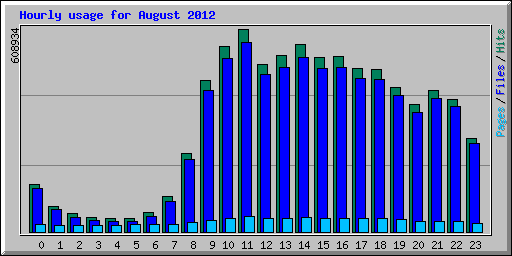 Hourly usage for August 2012
608934
Pages / Files / Hits
0 1 2 3 4 5 6 7 8 9 10 11 12 13 14 15 16 17 18 19 20 21 22 23